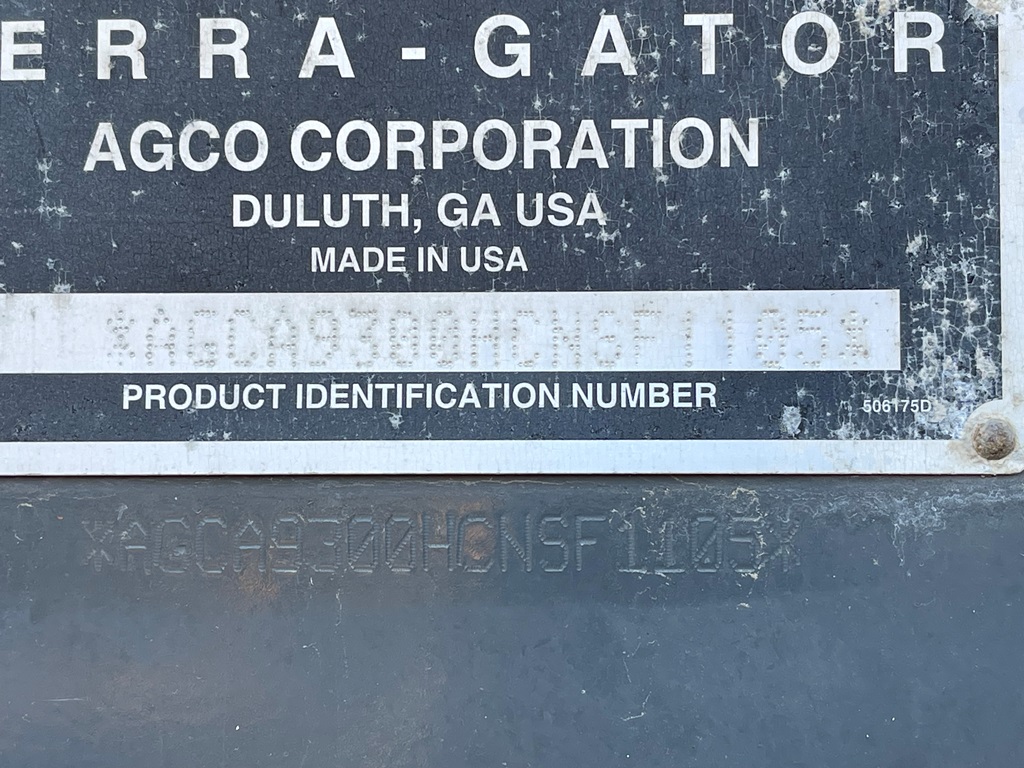 ERRA-GATOR
AGCO CORPORATION
DULUTH, GA USA
MADE IN USA
*AGCA9300HCNSF1105*
PRODUCT IDENTIFICATION NUMBER
506175D
*AGCA9300HCNSF1105*